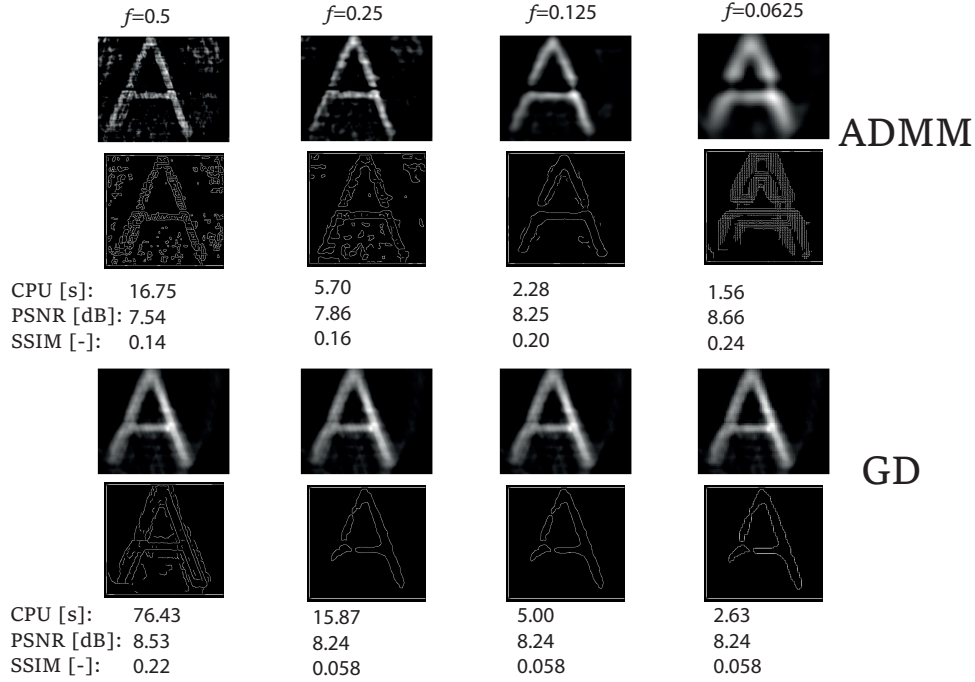 f=0.5 f=0.25 f=0.125 f=0.0625
ADMM
CPU [s]: 16.75 5.70 2.28 1.56
PSNR [dB]: 7.54 7.86 8.25 8.66
SSIM [-]: 0.14 0.16 0.20 0.24
GD
CPU [s]: 76.43 15.87 5.00 2.63
PSNR [dB]: 8.53 8.24 8.24 8.24
SSIM [-]: 0.22 0.058 0.058 0.058